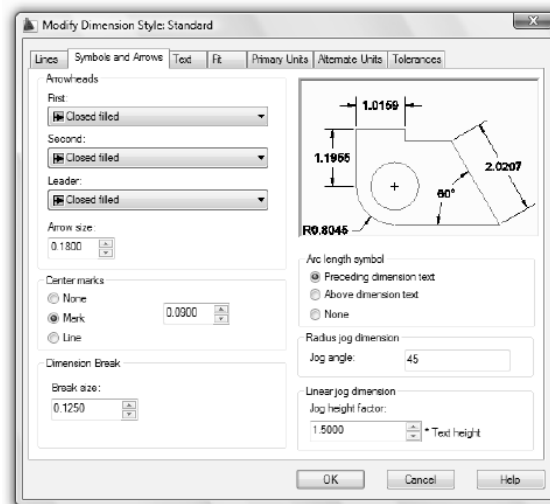 Modify Dimension Style: Standard
Lines Symbols and Arrows Text Fit Primary Units Alternate Units Tolerances
Arrowheads
First:
Closed filled
Second:
Closed filled
Leader:
Closed filled
Arrow size:
0.1800
Center marks
None
Mark
Line
0.0900
Dimension Break
Break size:
0.1250
1.0159
1.1955
2.0207
60°
R0.8045
Arc length symbol
Preceding dimension text
Above dimension text
None
Radius jog dimension
Jog angle: 45
Linear jog dimension
Jog height factor:
1.5000 * Text height
OK Cancel Help